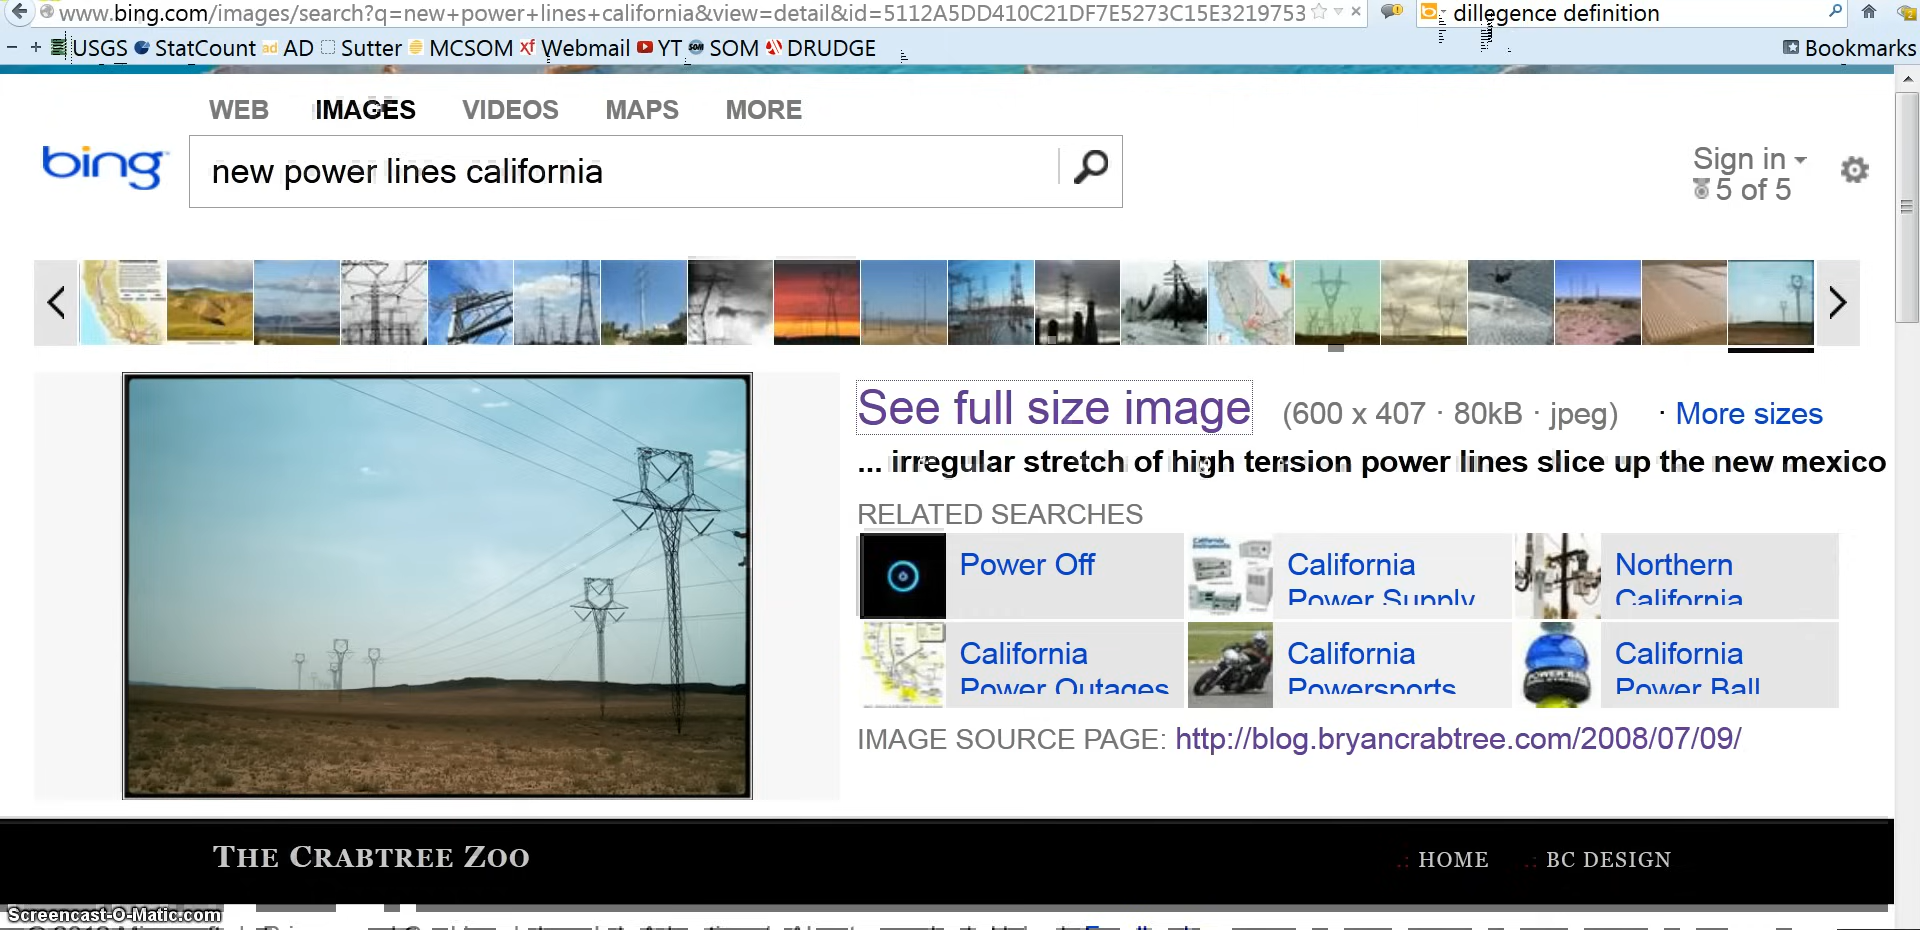 www.bing.com/images/search?q=new+power+lines+california&view=detail&id=5112A5DD410C21DF7E5273C15E3219753
dillegence definition
USGS StatCount ad AD Sutter MCSOM xf Webmail YT SOM SOM DRUDGE
Bookmarks
WEB IMAGES VIDEOS MAPS MORE
bing
new power lines california
Sign in
5 of 5
See full size image (600 x 407 · 80kB · jpeg) · More sizes
... irregular stretch of high tension power lines slice up the new mexico
RELATED SEARCHES
Power Off
California Power Supply
Northern California
California Power Outages
California Powersports
California Power Ball
IMAGE SOURCE PAGE: http://blog.bryancrabtree.com/2008/07/09/
THE CRABTREE ZOO
.: HOME .: BC DESIGN
Screencast-O-Matic.com